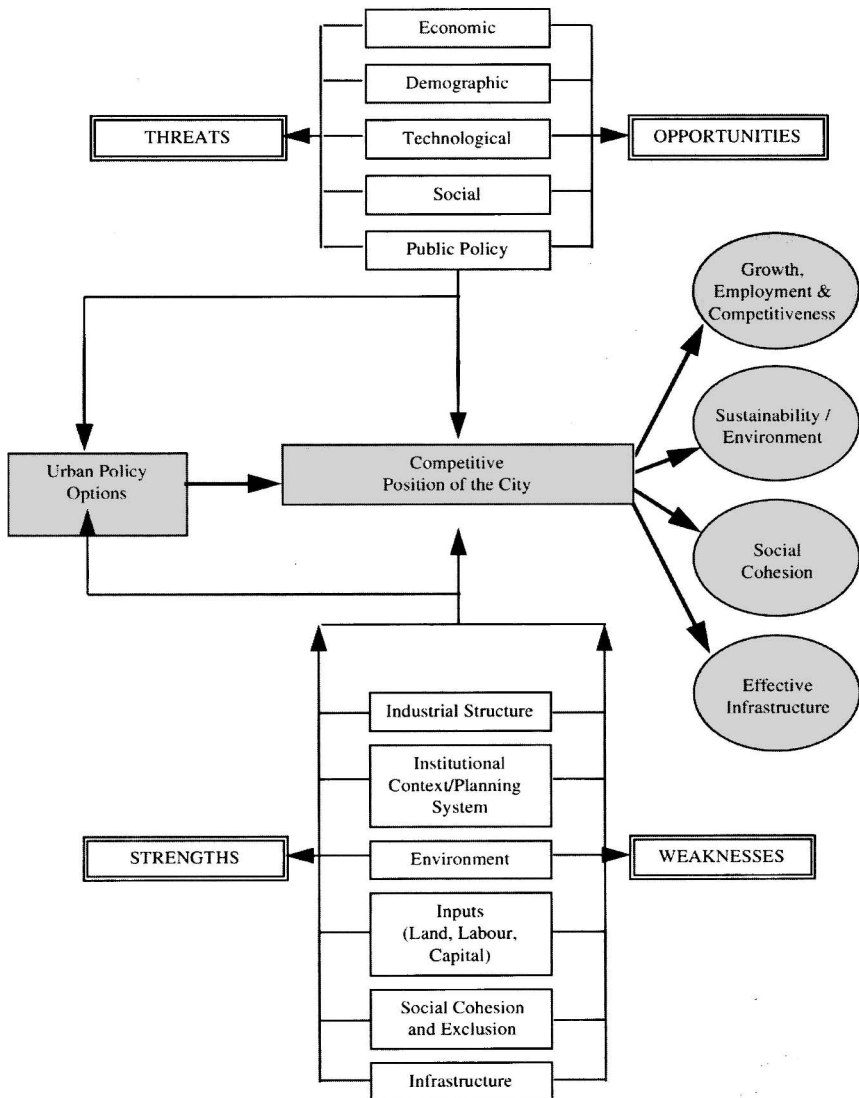 Economic
Demographic
THREATS
Technological
OPPORTUNITIES
Social
Public Policy
Growth,
Employment &
Competitiveness
Sustainability /
Environment
Urban Policy
Options
Competitive
Position of the City
Social
Cohesion
Effective
Infrastructure
Industrial Structure
Institutional
Context/Planning
System
STRENGTHS
Environment
WEAKNESSES
Inputs
(Land, Labour,
Capital)
Social Cohesion
and Exclusion
Infrastructure